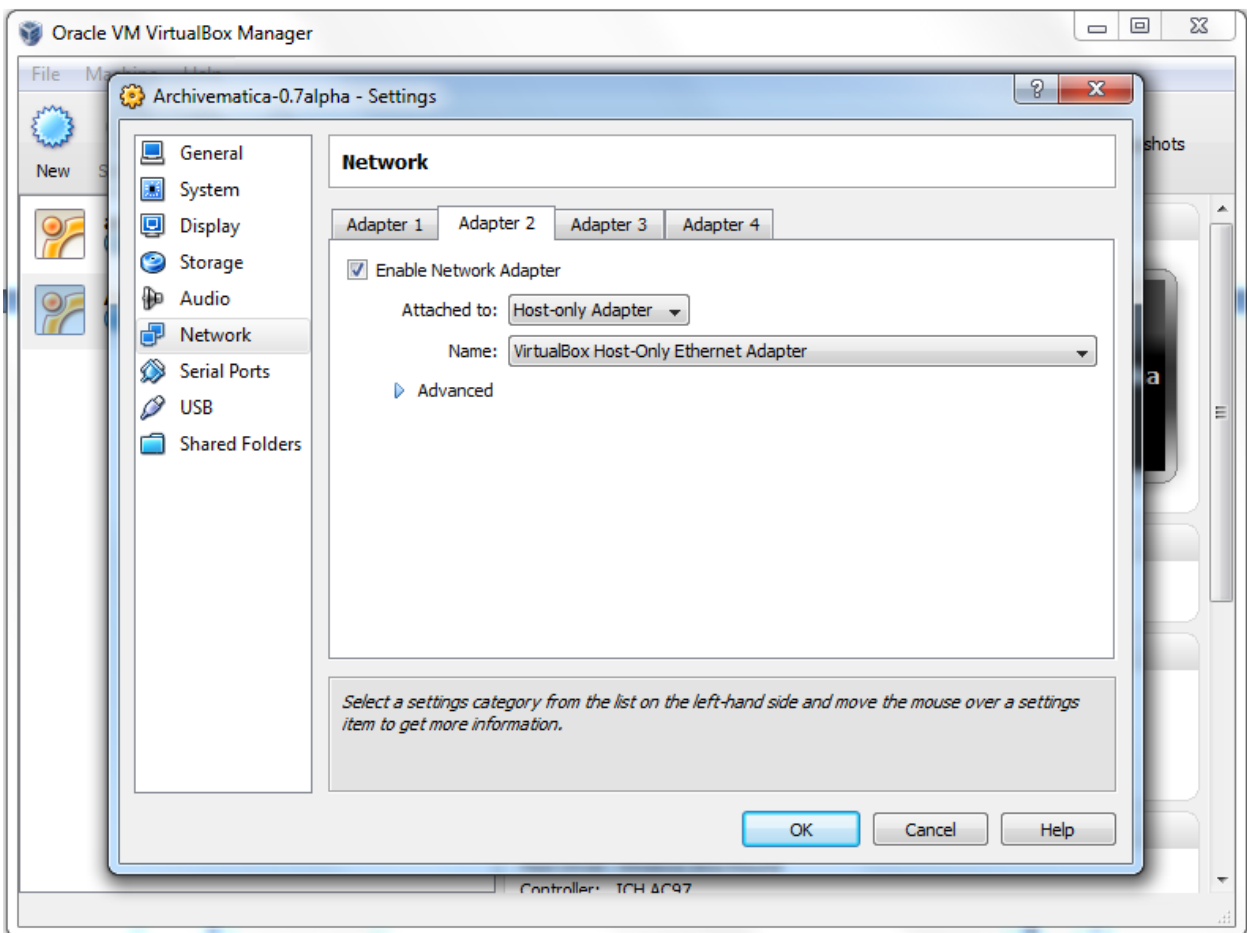 Oracle VM VirtualBox Manager
File
Help
Archivematica-0.7alpha - Settings
New
shots
General
System
Display
Storage
Audio
Network
Serial Ports
USB
Shared Folders
Network
Adapter 1 Adapter 2 Adapter 3 Adapter 4
Enable Network Adapter
Attached to: Host-only Adapter
Name: VirtualBox Host-Only Ethernet Adapter
Advanced
a
Select a settings category from the list on the left-hand side and move the mouse over a settings
item to get more information.
OK Cancel Help
Controller: ICH AC97